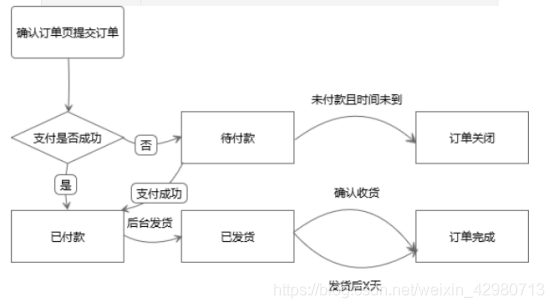 确认订单页提交订单
支付是否成功
否
待付款
未付款且时间未到
订单关闭
是
支付成功
已付款
后台发货
已发货
确认收货
订单完成
发货后X天
https://blog.csdn.net/weixin_42980713